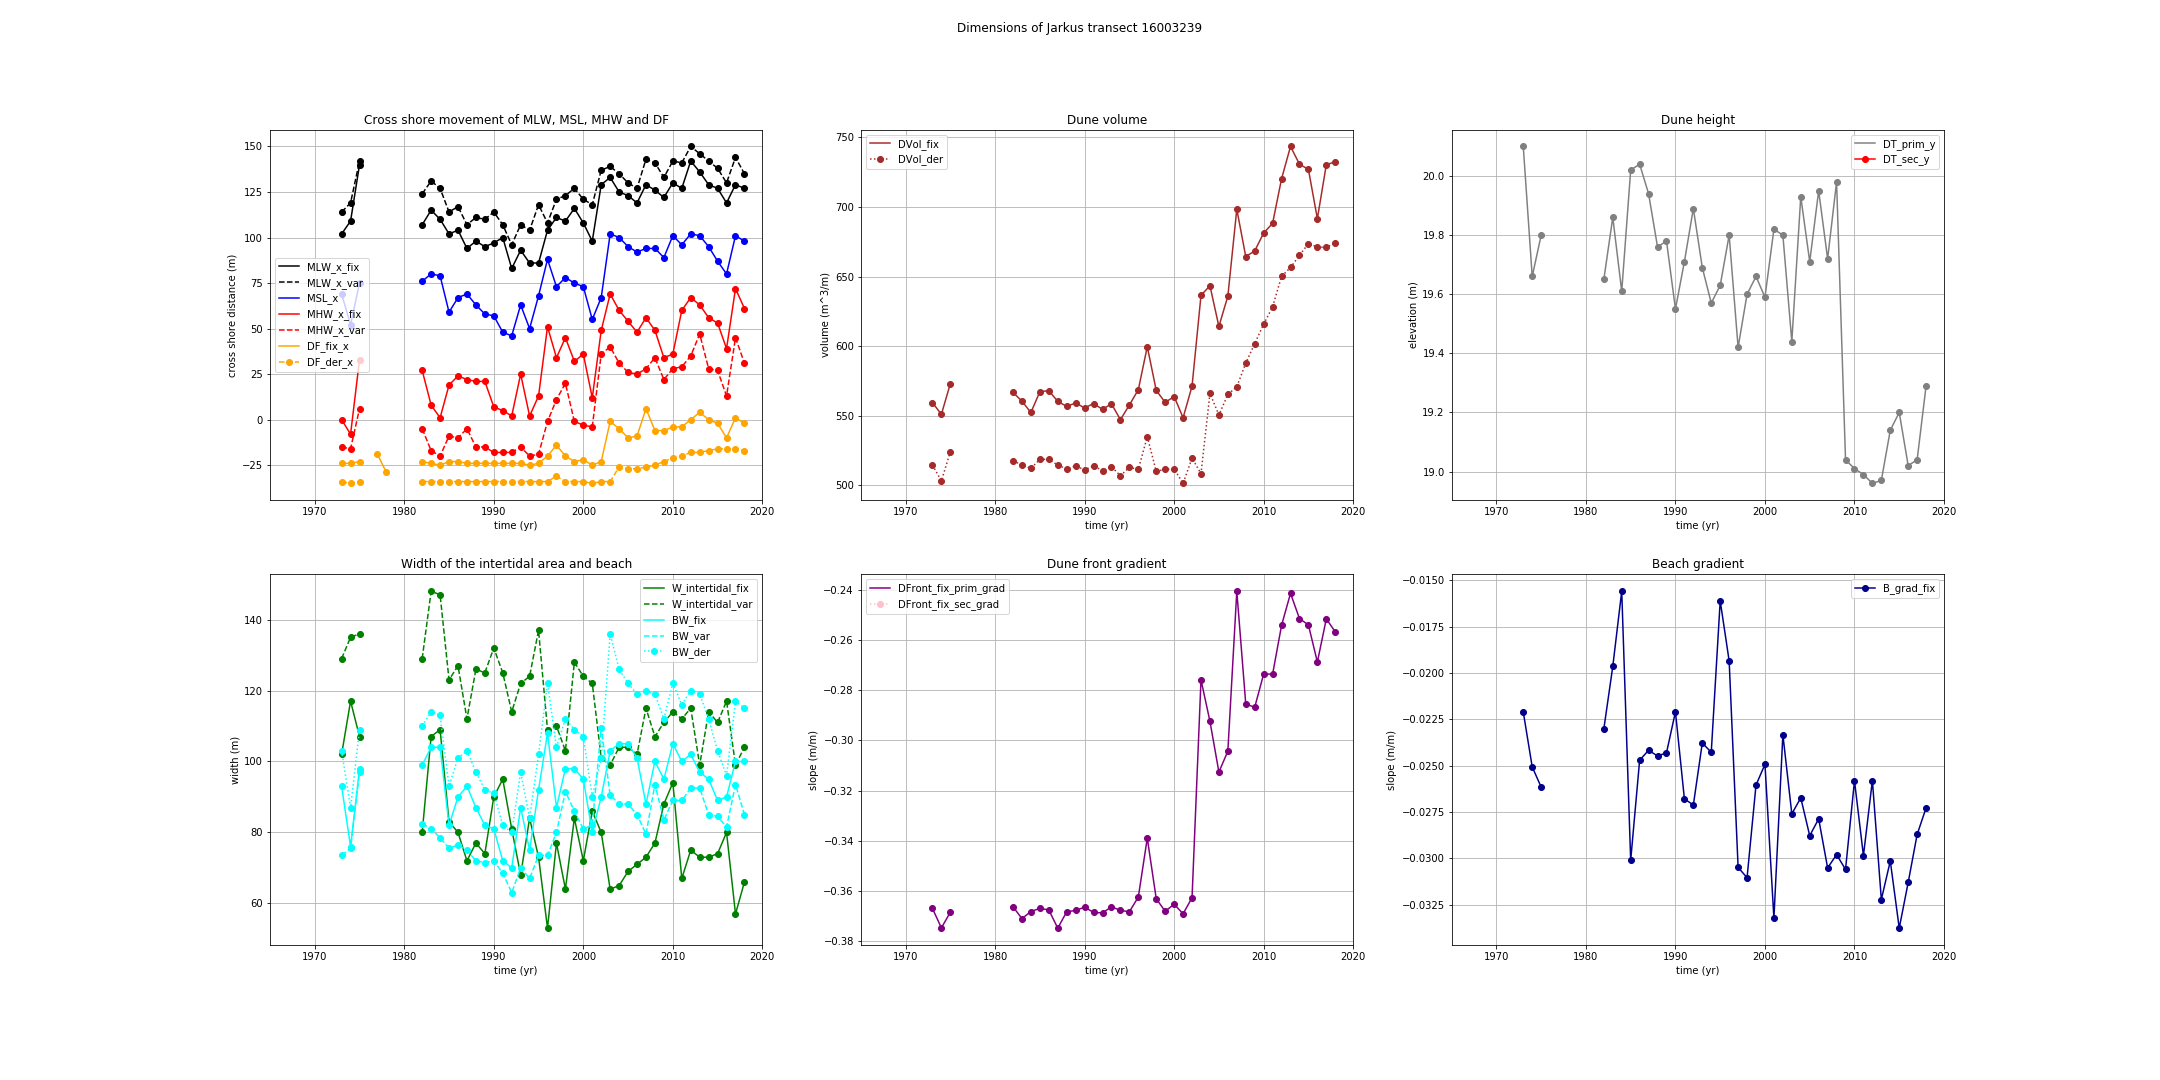 Dimensions of Jarkus transect 16003239
Cross shore movement of MLW, MSL, MHW and DF
cross shore distance (m)
150
125
100
75
50
25
0
−25
MLW_x_fix
MLW_x_var
MSL_x
MHW_x_fix
MHW_x_var
DF_fix_x
DF_der_x
1970 1980 1990 2000 2010 2020
time (yr)
Dune volume
volume (m^3/m)
750
700
650
600
550
500
DVol_fix
DVol_der
1970 1980 1990 2000 2010 2020
time (yr)
Dune height
elevation (m)
20.0
19.8
19.6
19.4
19.2
19.0
DT_prim_y
DT_sec_y
1970 1980 1990 2000 2010 2020
time (yr)
Width of the intertidal area and beach
width (m)
140
120
100
80
60
W_intertidal_fix
W_intertidal_var
BW_fix
BW_var
BW_der
1970 1980 1990 2000 2010 2020
time (yr)
Dune front gradient
slope (m/m)
−0.24
−0.26
−0.28
−0.30
−0.32
−0.34
−0.36
−0.38
DFront_fix_prim_grad
DFront_fix_sec_grad
1970 1980 1990 2000 2010 2020
time (yr)
Beach gradient
slope (m/m)
−0.0150
−0.0175
−0.0200
−0.0225
−0.0250
−0.0275
−0.0300
−0.0325
B_grad_fix
1970 1980 1990 2000 2010 2020
time (yr)